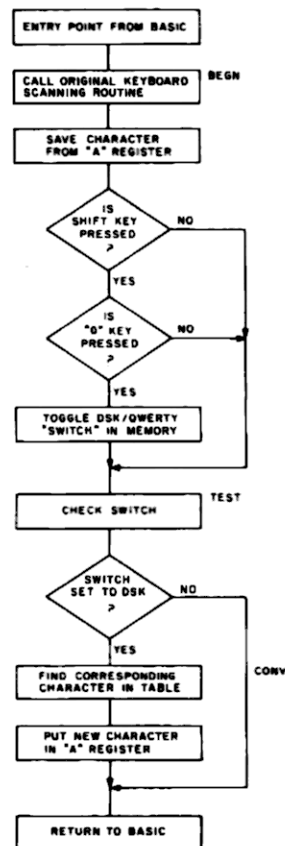 ENTRY POINT FROM BASIC
CALL ORIGINAL KEYBOARD
SCANNING ROUTINE
BEGN
SAVE CHARACTER
FROM "A" REGISTER
IS
SHIFT KEY
PRESSED
?
NO
YES
IS
"0" KEY
PRESSED
?
NO
YES
TOGGLE DSK/QWERTY
"SWITCH" IN MEMORY
CHECK SWITCH
TEST
SWITCH
SET TO DSK
?
NO
YES
FIND CORRESPONDING
CHARACTER IN TABLE
CONV
PUT NEW CHARACTER
IN "A" REGISTER
RETURN TO BASIC